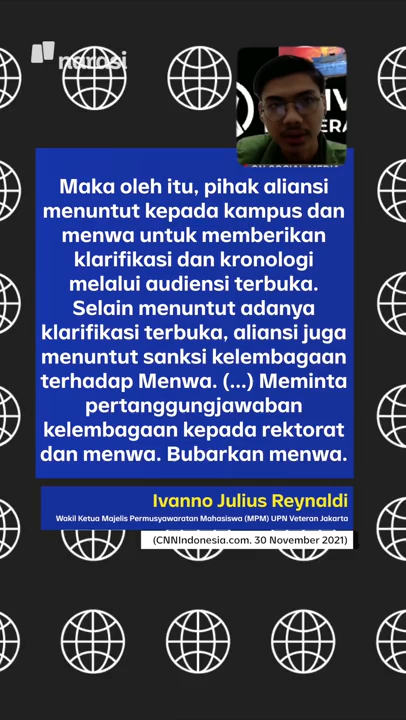 narasi
Maka oleh itu, pihak aliansi
menuntut kepada kampus dan
menwa untuk memberikan
klarifikasi dan kronologi
melalui audiensi terbuka.
Selain menuntut adanya
klarifikasi terbuka, aliansi juga
menuntut sanksi kelembagaan
terhadap Menwa. (...) Meminta
pertanggungjawaban
kelembagaan kepada rektorat
dan menwa. Bubarkan menwa.
Ivanno Julius Reynaldi
Wakil Ketua Majelis Permusyawaratan Mahasiswa (MPM) UPN Veteran Jakarta
(CNNIndonesia.com. 30 November 2021)